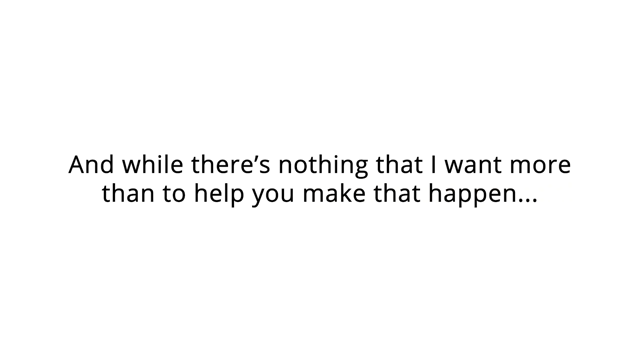 And while there’s nothing that I want more
than to help you make that happen...